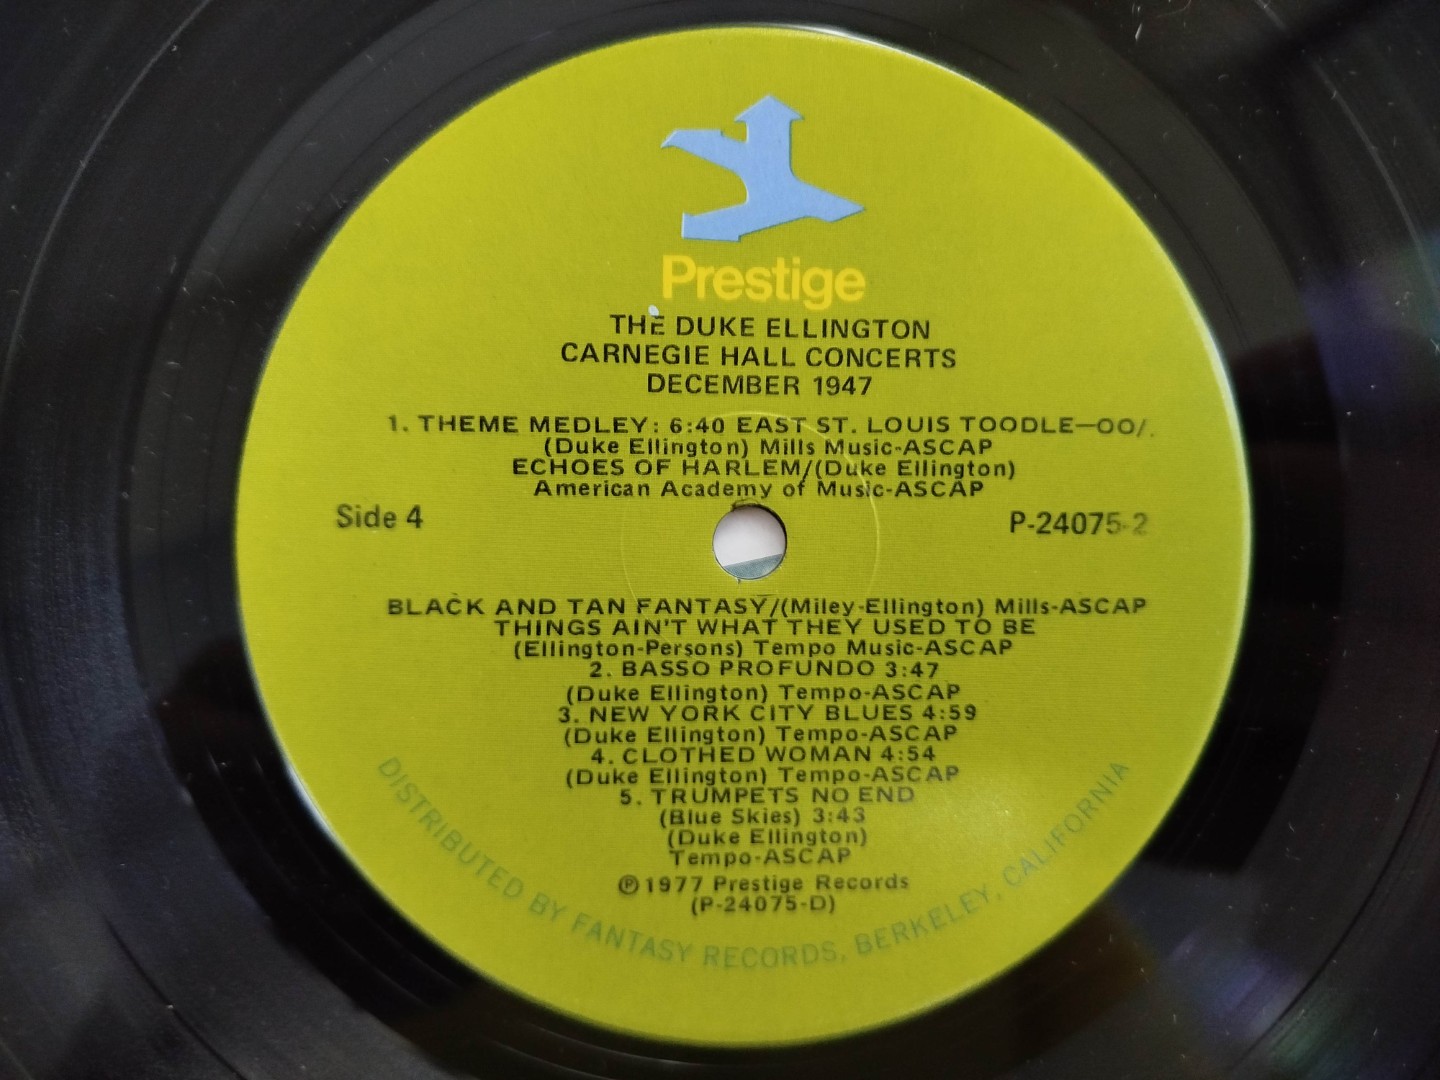 Prestige
THE DUKE ELLINGTON
CARNEGIE HALL CONCERTS
DECEMBER 1947
1. THEME MEDLEY: 6:40 EAST ST. LOUIS TOODLE—OO/.
(Duke Ellington) Mills Music-ASCAP
ECHOES OF HARLEM/(Duke Ellington)
American Academy of Music-ASCAP
Side 4
P-24075-2
BLACK AND TAN FANTASY/(Miley-Ellington) Mills-ASCAP
THINGS AIN'T WHAT THEY USED TO BE
(Ellington-Persons) Tempo Music-ASCAP
2. BASSO PROFUNDO 3:47
(Duke Ellington) Tempo-ASCAP
3. NEW YORK CITY BLUES 4:59
(Duke Ellington) Tempo-ASCAP
4. CLOTHED WOMAN 4:54
(Duke Ellington) Tempo-ASCAP
5. TRUMPETS NO END
(Blue Skies) 3:43
(Duke Ellington)
Tempo-ASCAP
℗1977 Prestige Records
(P-24075-D)
DISTRIBUTED BY FANTASY RECORDS, BERKELEY, CALIFORNIA